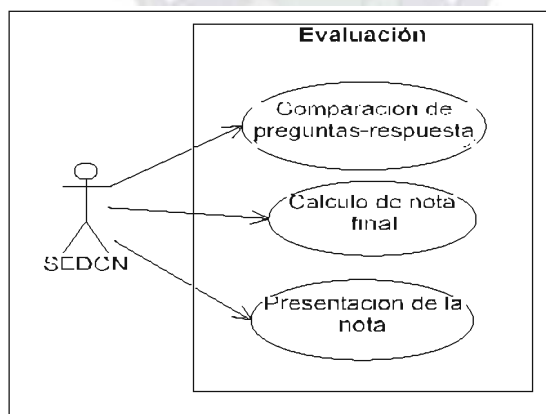 Evaluación
Comparacion de
preguntas-respuesta
Calculo de nota
final
SEDCN
Presentacion de la
nota